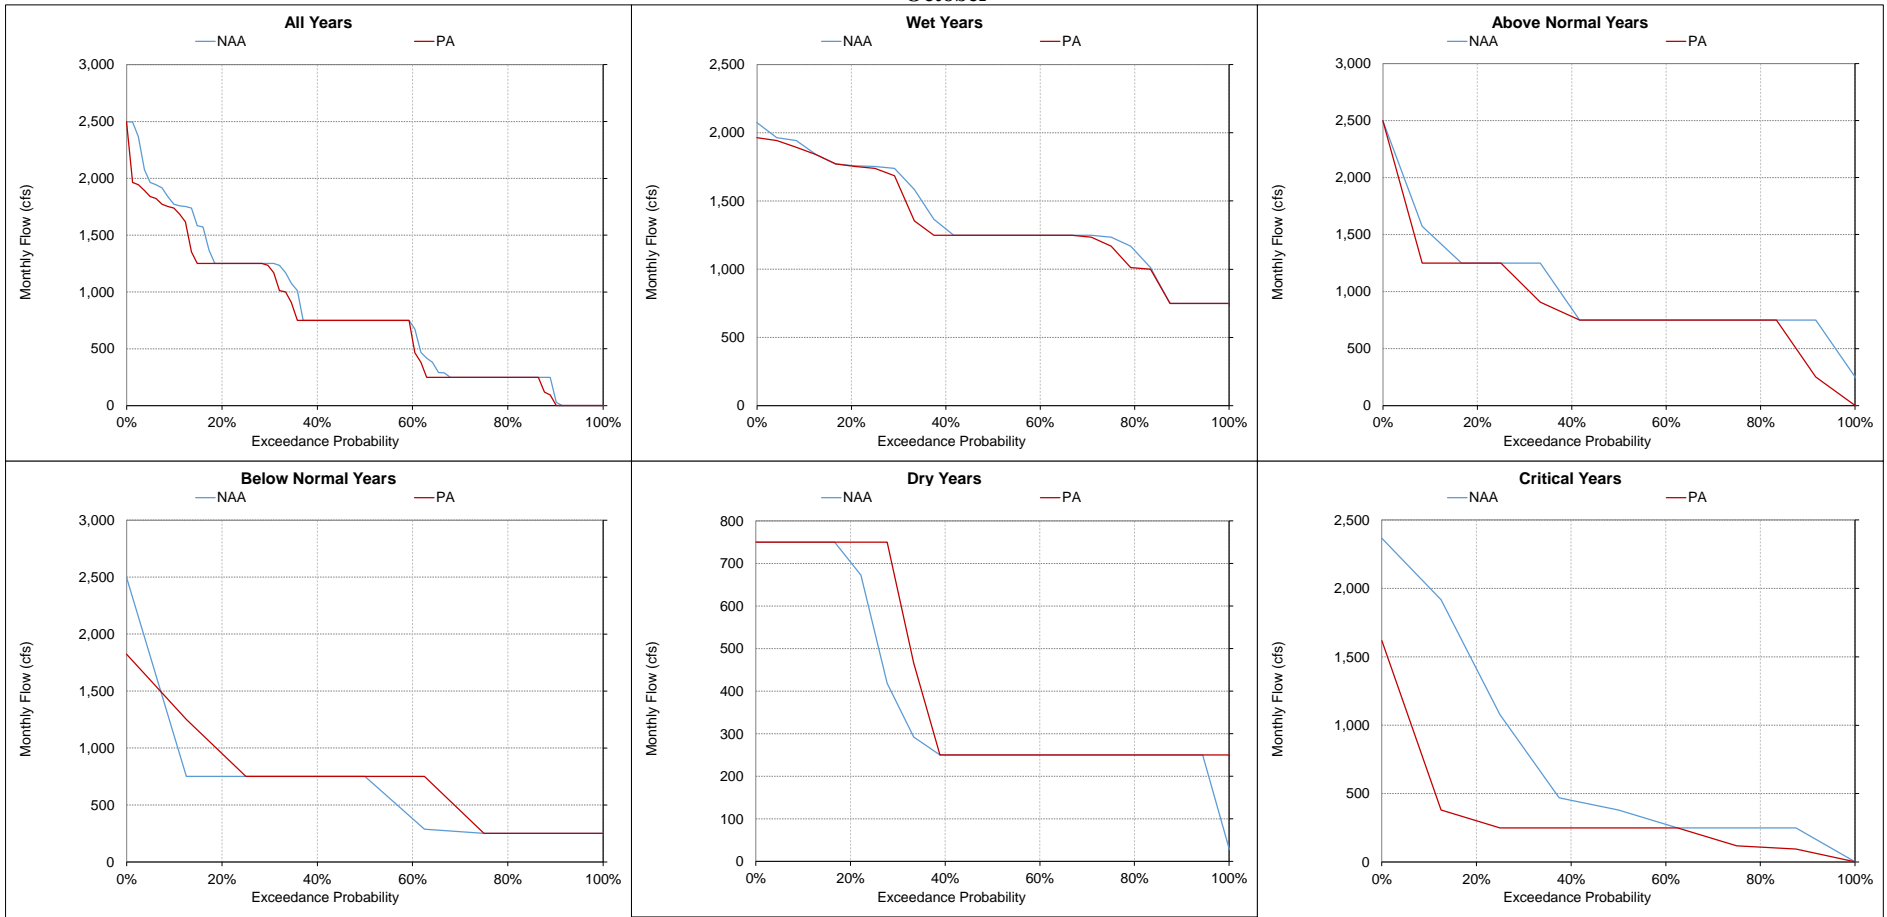 All Years
NAA PA
3,000
2,500
2,000
1,500
1,000
500
0
Monthly Flow (cfs)
0% 20% 40% 60% 80% 100%
Exceedance Probability
Wet Years
NAA PA
2,500
2,000
1,500
1,000
500
0
Monthly Flow (cfs)
0% 20% 40% 60% 80% 100%
Exceedance Probability
Above Normal Years
NAA PA
3,000
2,500
2,000
1,500
1,000
500
0
Monthly Flow (cfs)
0% 20% 40% 60% 80% 100%
Exceedance Probability
Below Normal Years
NAA PA
3,000
2,500
2,000
1,500
1,000
500
0
Monthly Flow (cfs)
0% 20% 40% 60% 80% 100%
Exceedance Probability
Dry Years
NAA PA
800
700
600
500
400
300
200
100
0
Monthly Flow (cfs)
0% 20% 40% 60% 80% 100%
Exceedance Probability
Critical Years
NAA PA
2,500
2,000
1,500
1,000
500
0
Monthly Flow (cfs)
0% 20% 40% 60% 80% 100%
Exceedance Probability